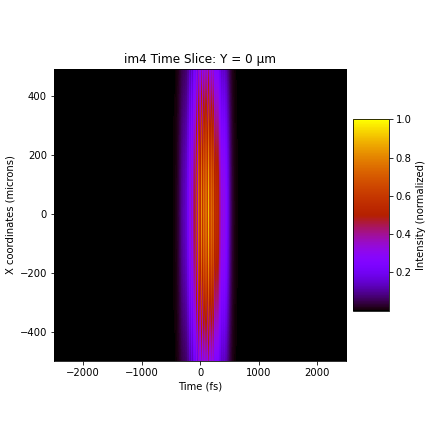 im4 Time Slice: Y = 0 μm
400
200
0
−200
−400
X coordinates (microns)
−2000 −1000 0 1000 2000
Time (fs)
1.0
0.8
0.6
0.4
0.2
Intensity (normalized)